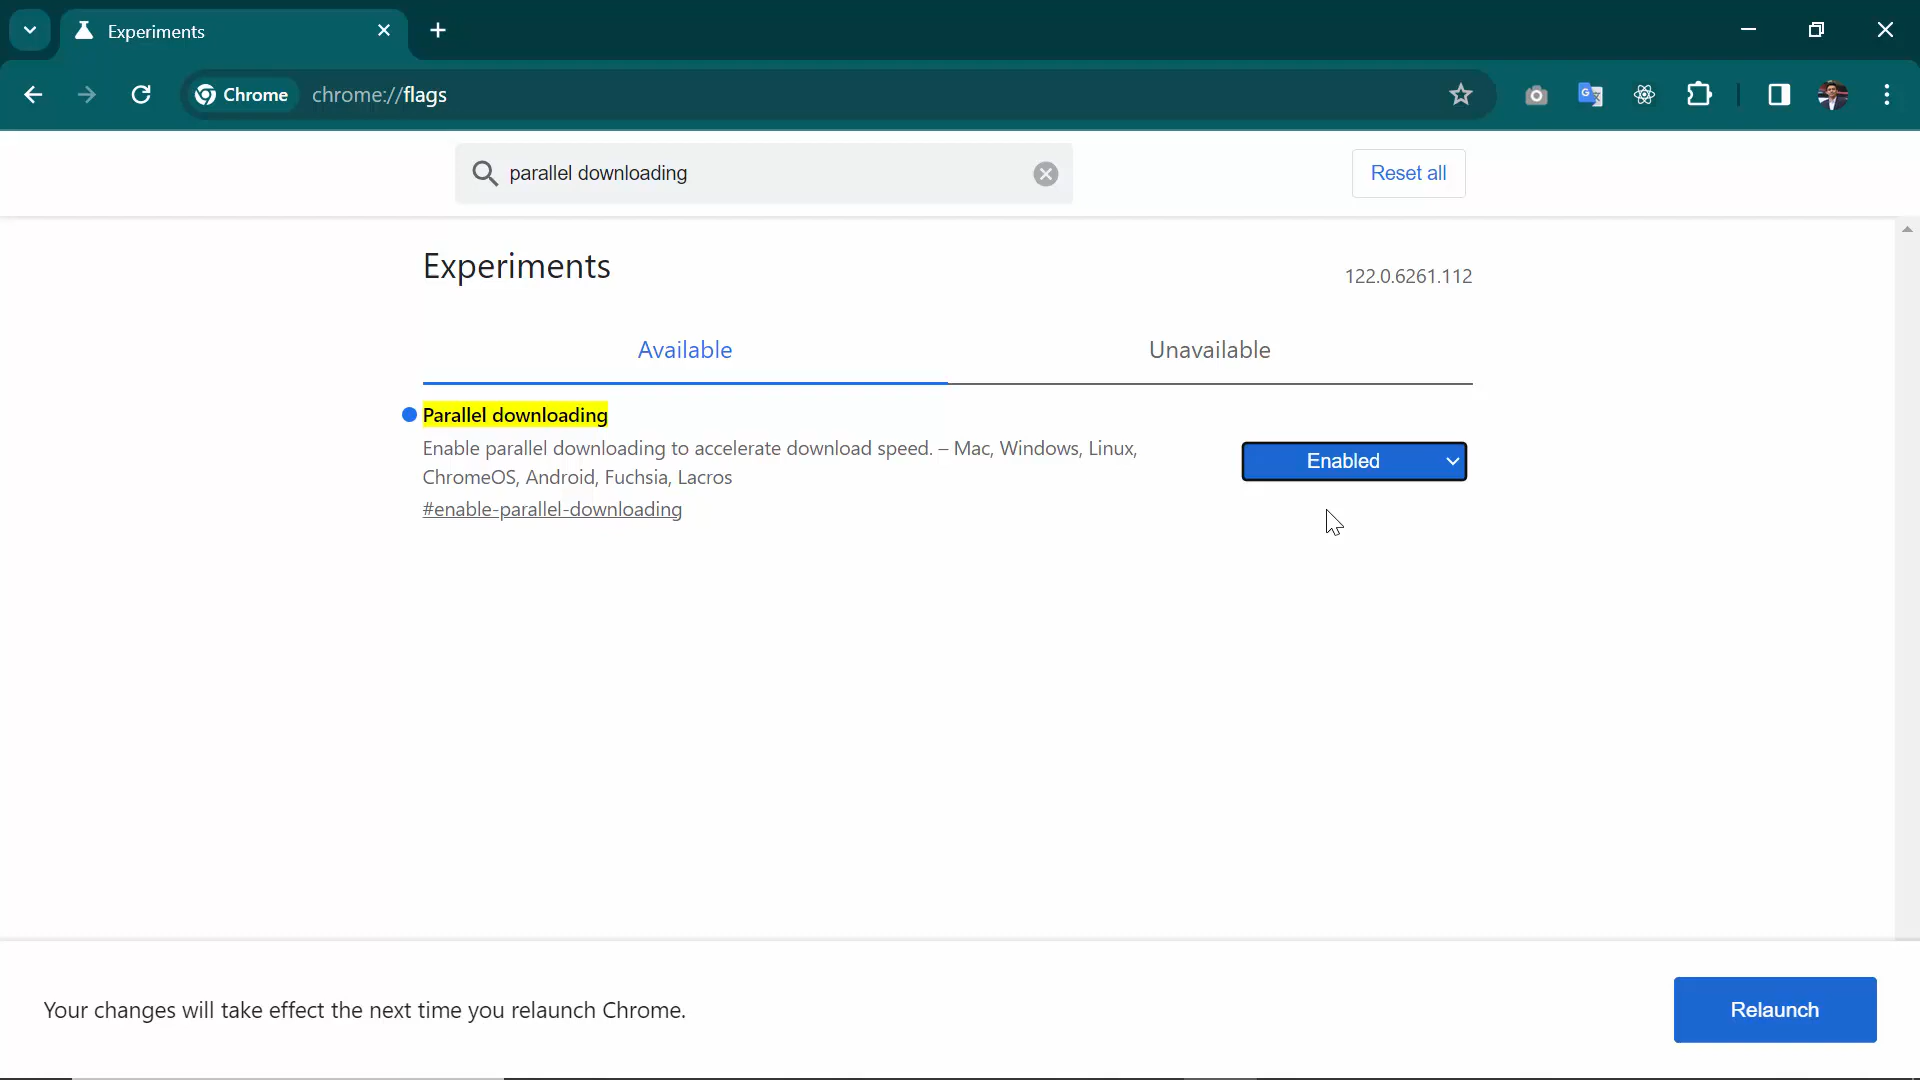 Experiments
Chrome
chrome://flags
parallel downloading
Reset all
Experiments
122.0.6261.112
Available
Unavailable
Parallel downloading
Enable parallel downloading to accelerate download speed. – Mac, Windows, Linux,
ChromeOS, Android, Fuchsia, Lacros
#enable-parallel-downloading
Enabled
Your changes will take effect the next time you relaunch Chrome.
Relaunch